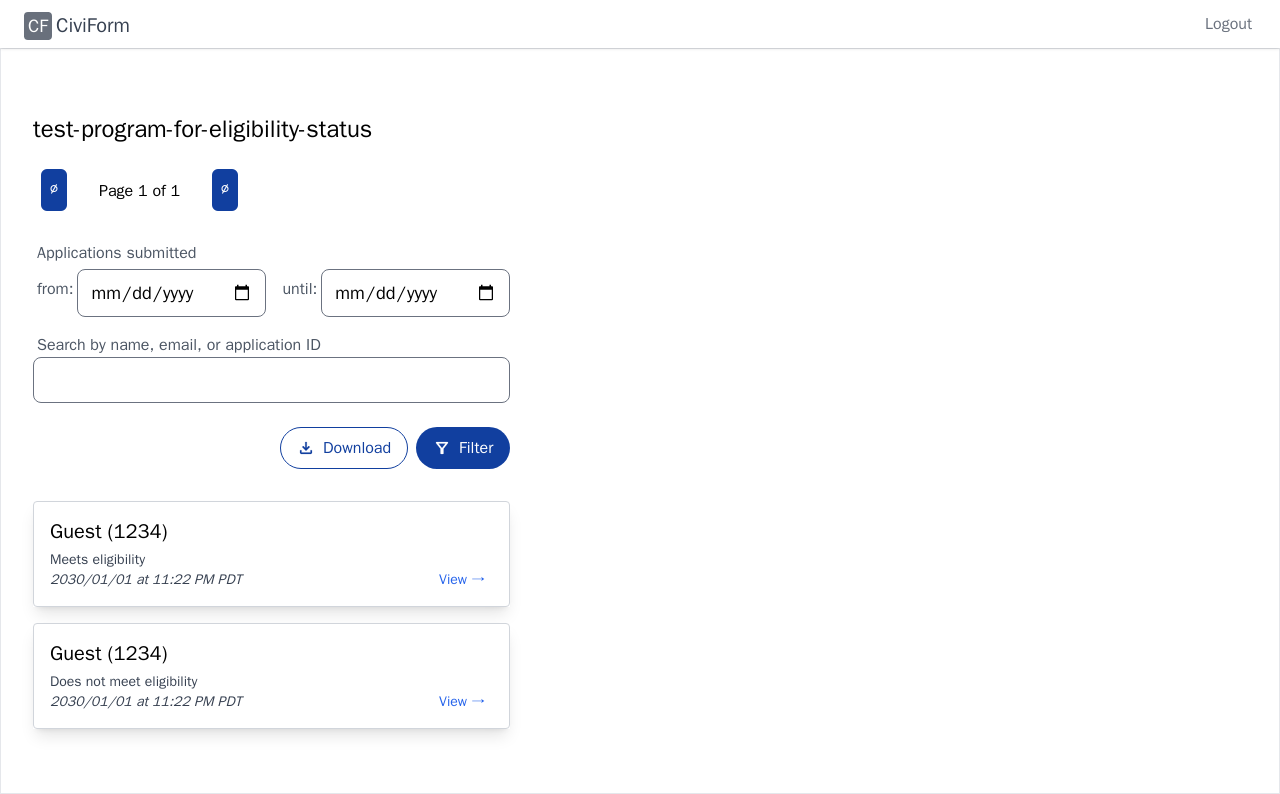 CF CiviForm
Logout
test-program-for-eligibility-status
∅ Page 1 of 1 ∅
Applications submitted
from: mm/dd/yyyy until: mm/dd/yyyy
Search by name, email, or application ID
Download Filter
Guest (1234)
Meets eligibility
2030/01/01 at 11:22 PM PDT View →
Guest (1234)
Does not meet eligibility
2030/01/01 at 11:22 PM PDT View →